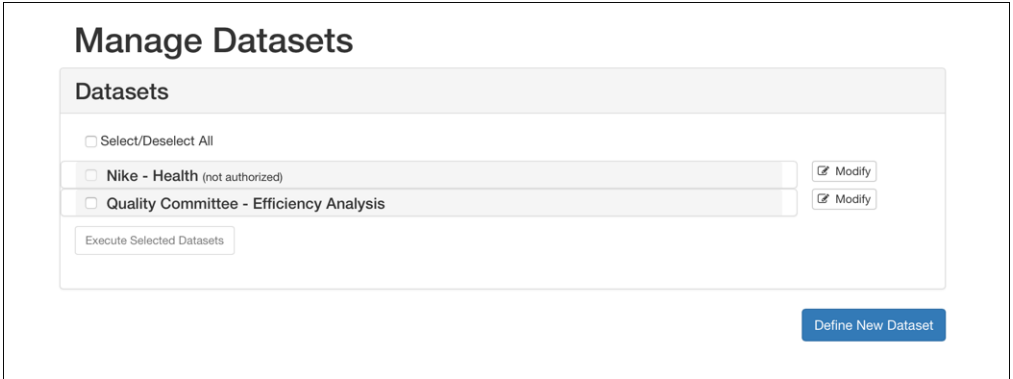 Manage Datasets
Datasets
Select/Deselect All
Nike - Health (not authorized)
Modify
Quality Committee - Efficiency Analysis
Modify
Execute Selected Datasets
Define New Dataset